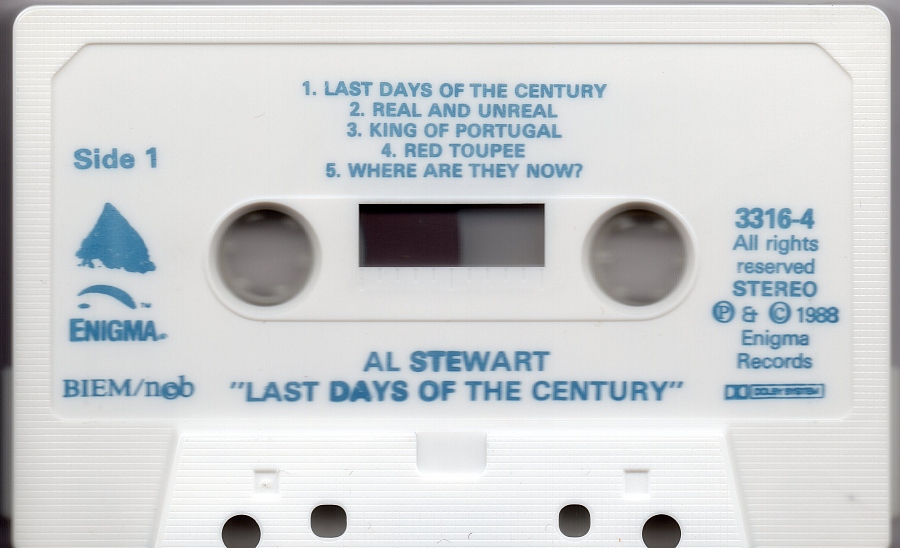 1. LAST DAYS OF THE CENTURY
2. REAL AND UNREAL
3. KING OF PORTUGAL
4. RED TOUPEE
5. WHERE ARE THEY NOW?
Side 1
ENIGMA
BIEM/ncb
3316-4
All rights
reserved
STEREO
Ⓟ & © 1988
Enigma
Records
DOLBY SYSTEM
AL STEWART
"LAST DAYS OF THE CENTURY"